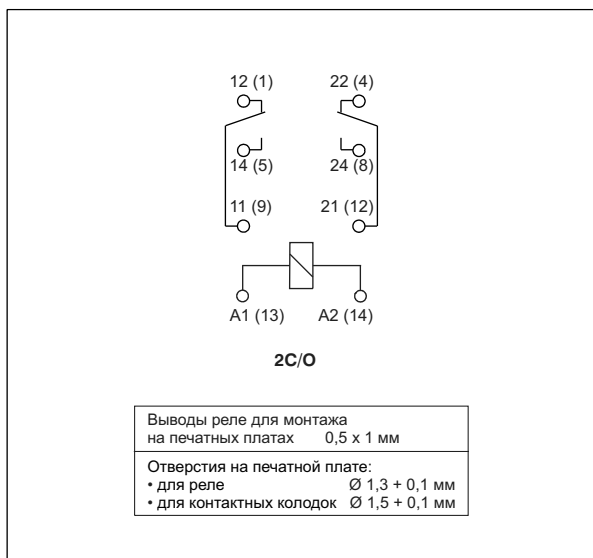 12 (1) 22 (4)
14 (5) 24 (8)
11 (9) 21 (12)
A1 (13) A2 (14)
2C/O
Выводы реле для монтажа
на печатных платах 0,5 x 1 мм
Отверстия на печатной плате:
• для реле Ø 1,3 + 0,1 мм
• для контактных колодок Ø 1,5 + 0,1 мм